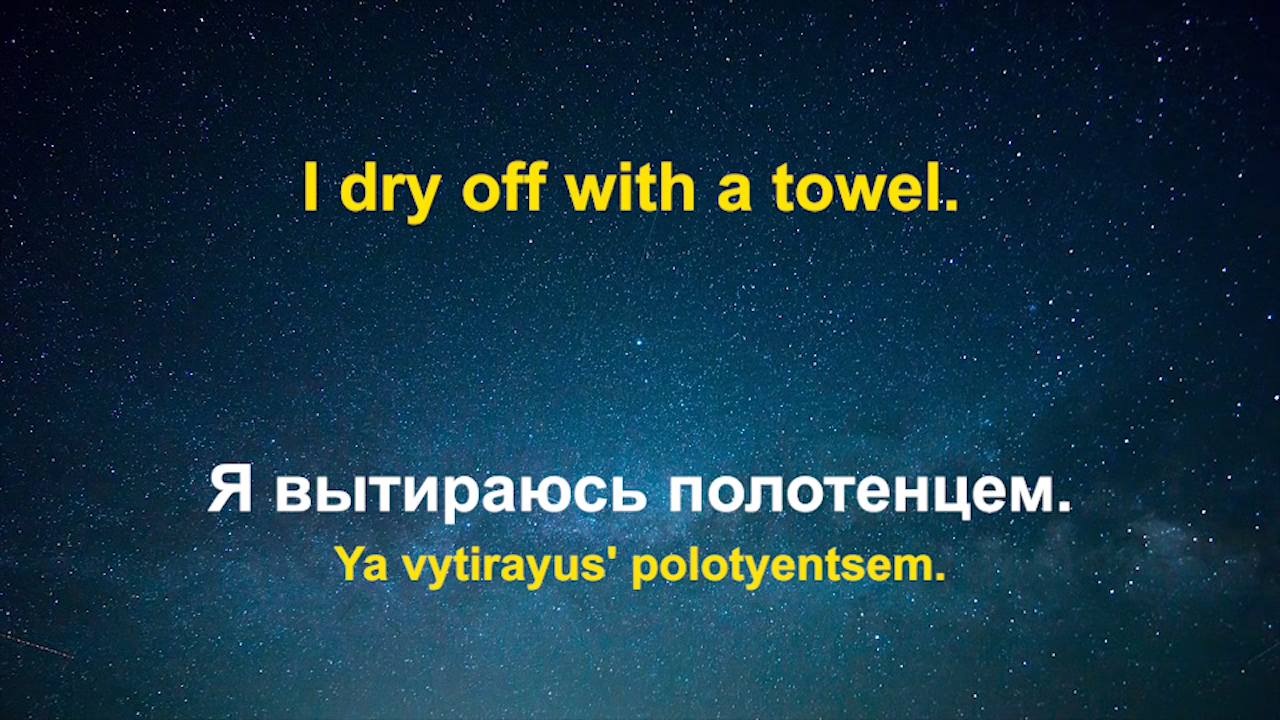 I dry off with a towel.
Я вытираюсь полотенцем.
Ya vytirayus' polotyentsem.